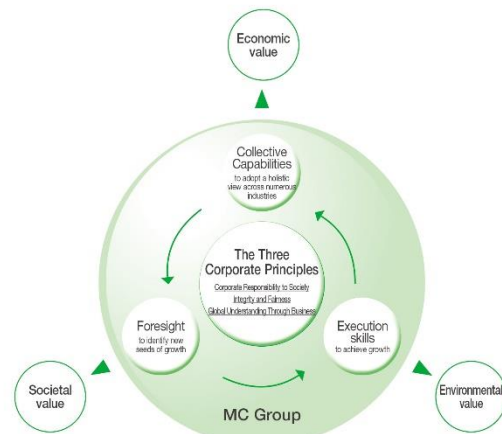 Economic
value
Collective
Capabilities
to adopt a holistic
view across numerous
industries
The Three
Corporate Principles
Corporate Responsibility to Society
Integrity and Fairness
Global Understanding Through Business
Foresight
to identify new
seeds of growth
Execution
skills
to achieve growth
Societal
value
Environmental
value
MC Group